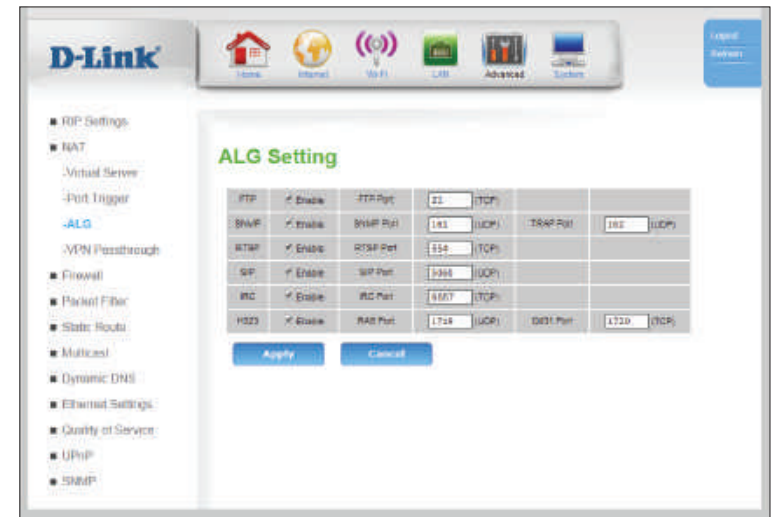 D-Link
Home
Internet
Wi-Fi
LAN
Advanced
System
Logout
Refresh
RIP Settings
NAT
-Virtual Server
-Port Trigger
-ALG
-VPN Passthrough
Firewall
Packet Filter
Static Route
Multicast
Dynamic DNS
Ethernet Settings
Quality of Service
UPnP
SNMP
ALG Setting
FTP Enable FTP Port 21 (TCP)
SNMP Enable SNMP Port 161 (UDP) TRAP Port 162 (UDP)
RTSP Enable RTSP Port 554 (TCP)
SIP Enable SIP Port 5060 (UDP)
IRC Enable IRC Port 6667 (TCP)
H323 Enable RAS Port 1719 (UDP) Q931 Port 1720 (TCP)
Apply Cancel